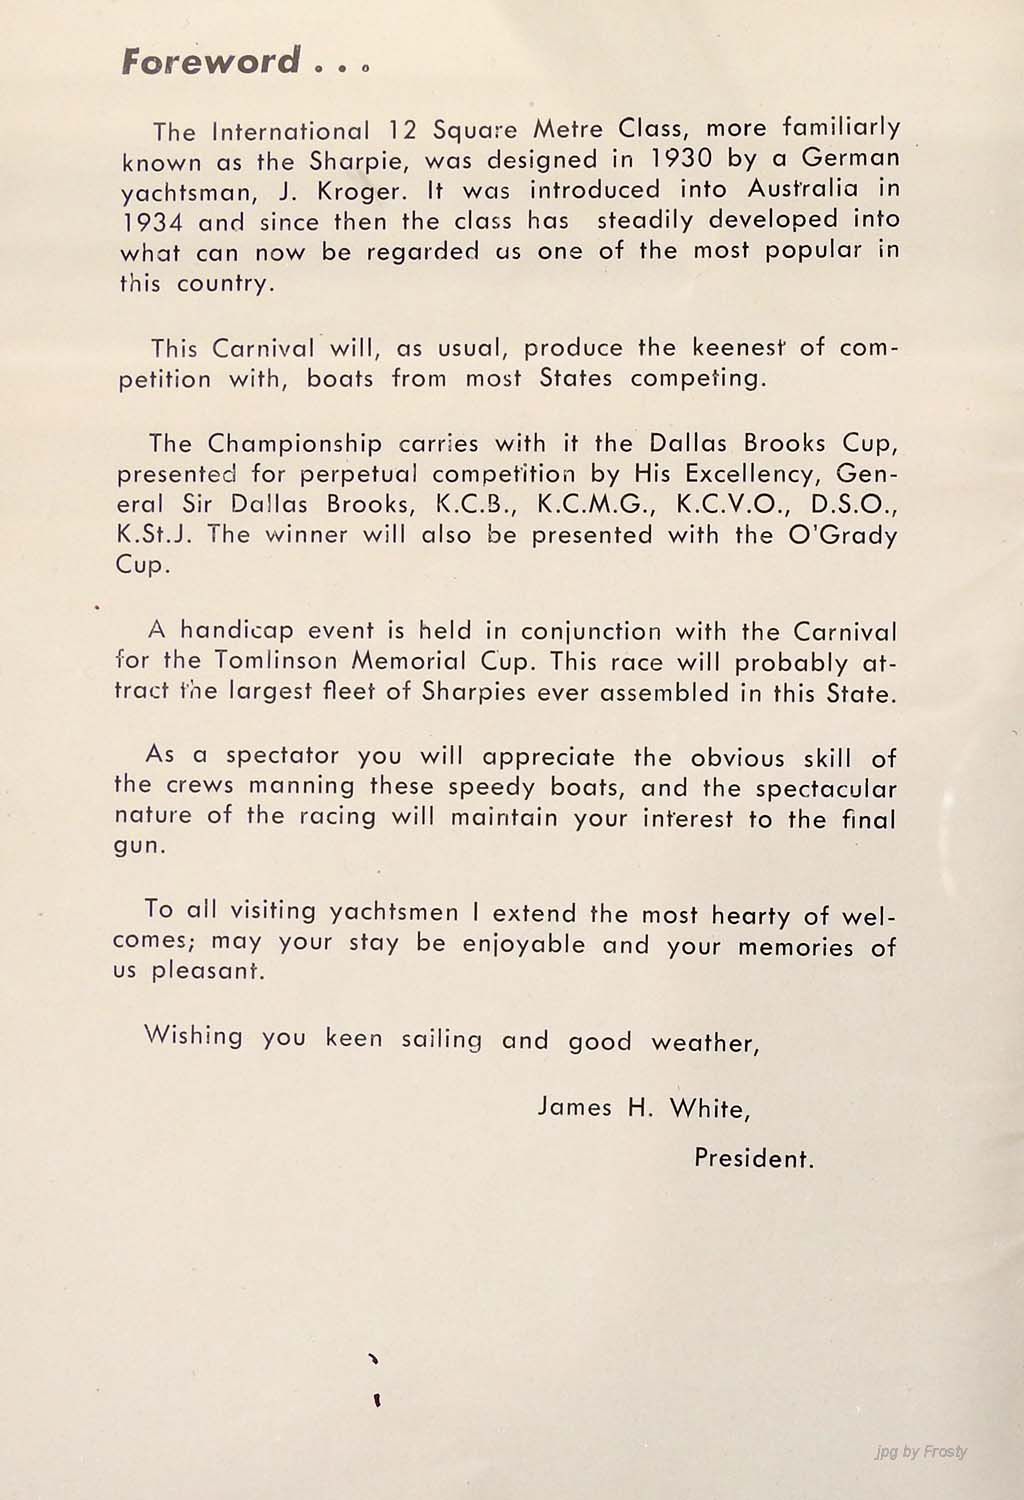 Foreword . . .
The International 12 Square Metre Class, more familiarly
known as the Sharpie, was designed in 1930 by a German
yachtsman, J. Kroger. It was introduced into Australia in
1934 and since then the class has steadily developed into
what can now be regarded as one of the most popular in
this country.
This Carnival will, as usual, produce the keenest of com-
petition with, boats from most States competing.
The Championship carries with it the Dallas Brooks Cup,
presented for perpetual competition by His Excellency, Gen-
eral Sir Dallas Brooks, K.C.B., K.C.M.G., K.C.V.O., D.S.O.,
K.St.J. The winner will also be presented with the O'Grady
Cup.
A handicap event is held in conjunction with the Carnival
for the Tomlinson Memorial Cup. This race will probably at-
tract the largest fleet of Sharpies ever assembled in this State.
As a spectator you will appreciate the obvious skill of
the crews manning these speedy boats, and the spectacular
nature of the racing will maintain your interest to the final
gun.
To all visiting yachtsmen I extend the most hearty of wel-
comes; may your stay be enjoyable and your memories of
us pleasant.
Wishing you keen sailing and good weather,
James H. White,
President.
jpg by Frosty